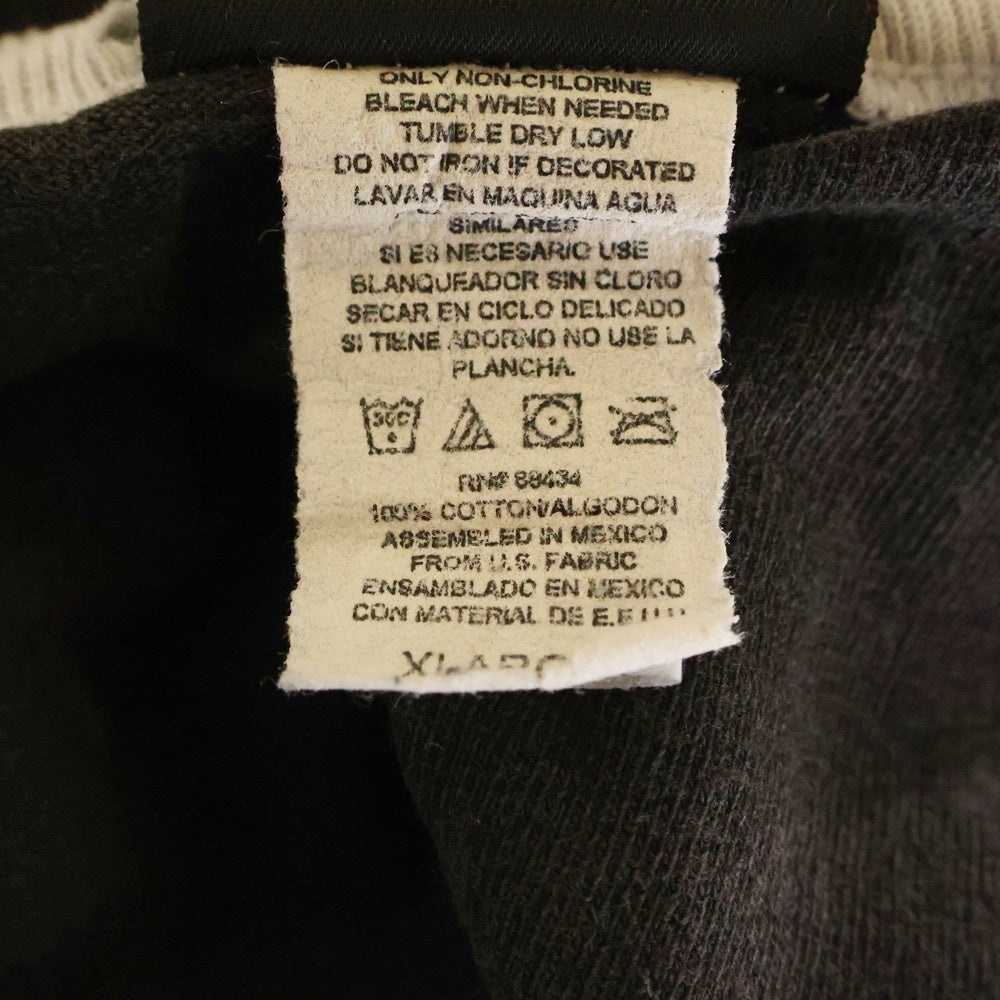 ONLY NON-CHLORINE
BLEACH WHEN NEEDED
TUMBLE DRY LOW
DO NOT IRON IF DECORATED
LAVAR EN MAQUINA AGUA
SIMILARES
SI ES NECESARIO USE
BLANQUEADOR SIN CLORO
SECAR EN CICLO DELICADO
SI TIENE ADORNO NO USE LA
PLANCHA.
30C
RN# 88434
100% COTTON/ALGODON
ASSEMBLED IN MEXICO
FROM U.S. FABRIC
ENSAMBLADO EN MEXICO
CON MATERIAL DE E.E.U.U.